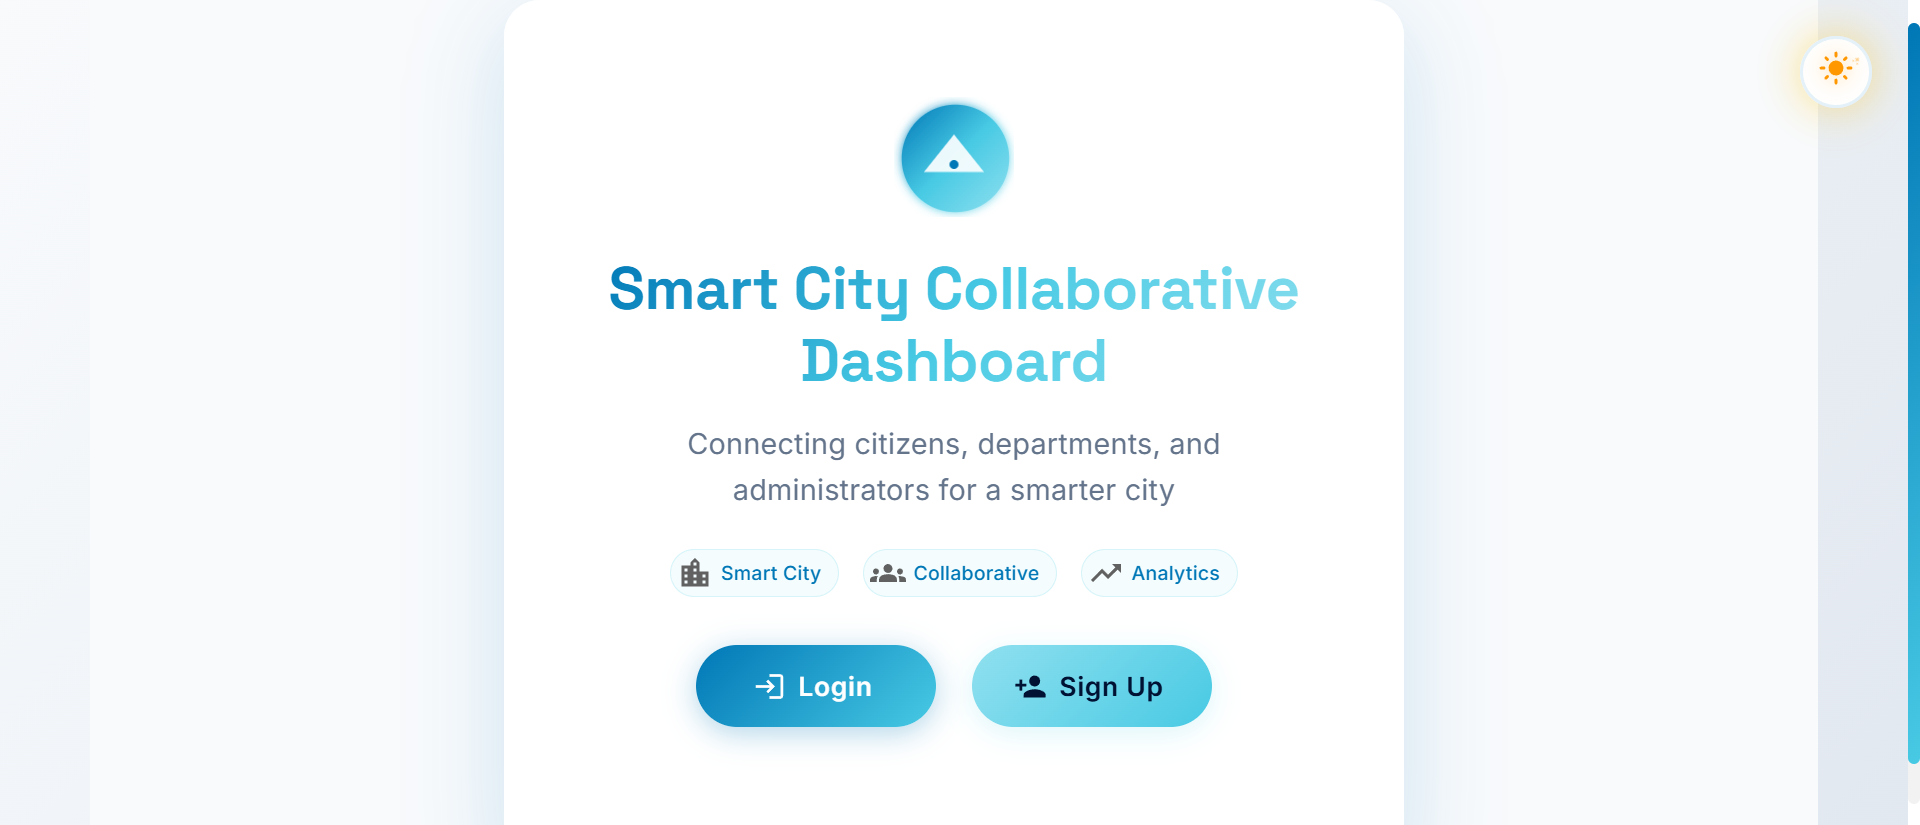 Smart City Collaborative
Dashboard
Connecting citizens, departments, and
administrators for a smarter city
Smart City
Collaborative
Analytics
Login
Sign Up